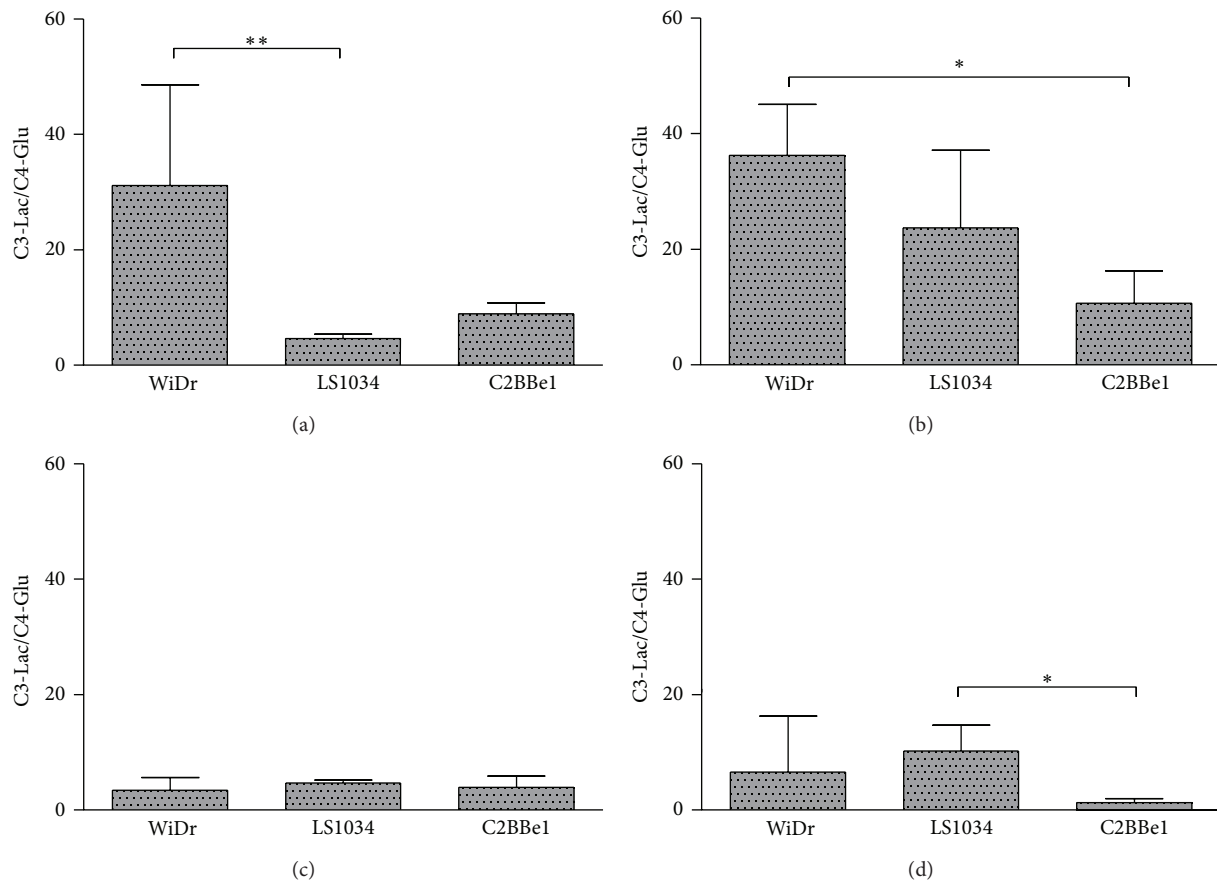 60
40
20
0
C3-Lac/C4-Glu
**
WiDr
LS1034
C2BBe1
(a)
60
40
20
0
C3-Lac/C4-Glu
*
WiDr
LS1034
C2BBe1
(b)
60
40
20
0
C3-Lac/C4-Glu
WiDr
LS1034
C2BBe1
(c)
60
40
20
0
C3-Lac/C4-Glu
*
WiDr
LS1034
C2BBe1
(d)